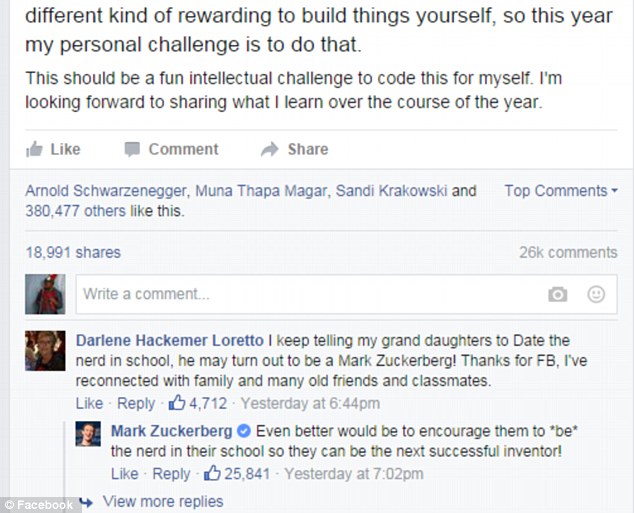 different kind of rewarding to build things yourself, so this year
my personal challenge is to do that.
This should be a fun intellectual challenge to code this for myself. I'm
looking forward to sharing what I learn over the course of the year.
Like Comment Share
Arnold Schwarzenegger, Muna Thapa Magar, Sandi Krakowski and Top Comments
380,477 others like this.
18,991 shares 26k comments
Write a comment...
Darlene Hackemer Loretto I keep telling my grand daughters to Date the
nerd in school, he may turn out to be a Mark Zuckerberg! Thanks for FB, I've
reconnected with family and many old friends and classmates.
Like · Reply · 4,712 · Yesterday at 6:44pm
Mark Zuckerberg Even better would be to encourage them to *be*
the nerd in their school so they can be the next successful inventor!
Like · Reply · 25,841 · Yesterday at 7:02pm
View more replies
© Facebook